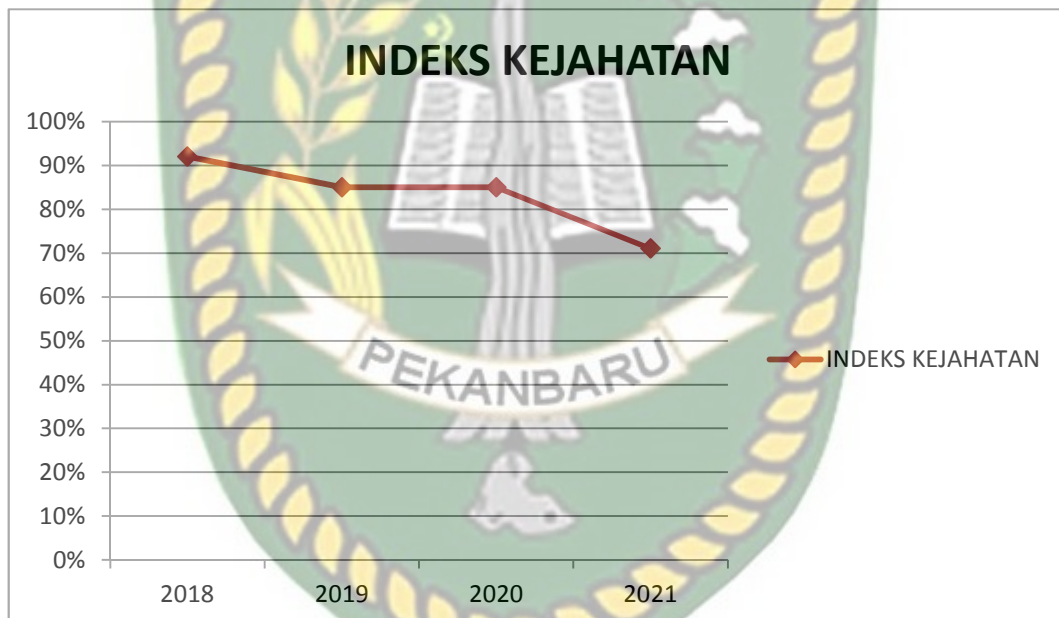 INDEKS KEJAHATAN
100%
90%
80%
70%
60%
50%
40%
30%
20%
10%
0%
2018 2019 2020 2021
INDEKS KEJAHATAN
PEKANBARU